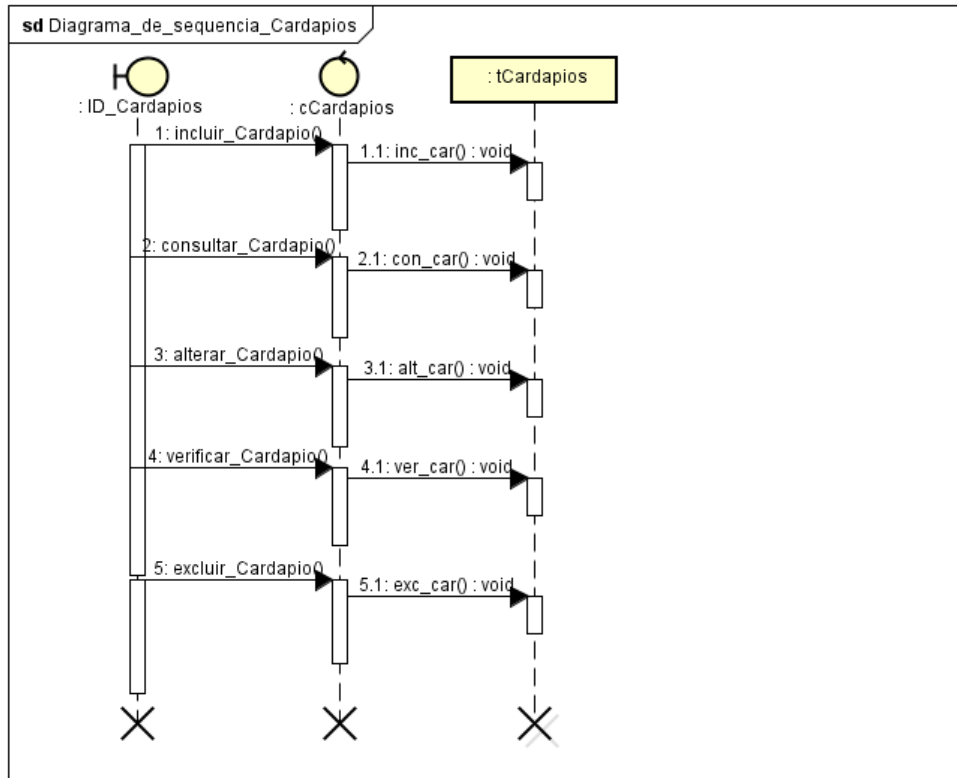 sd Diagrama_de_sequencia_Cardapios
: ID_Cardapios
: cCardapios
: tCardapios
1: incluir_Cardapio()
1.1: inc_car() : void
2: consultar_Cardapio()
2.1: con_car() : void
3: alterar_Cardapio()
3.1: alt_car() : void
4: verificar_Cardapio()
4.1: ver_car() : void
5: excluir_Cardapio()
5.1: exc_car() : void